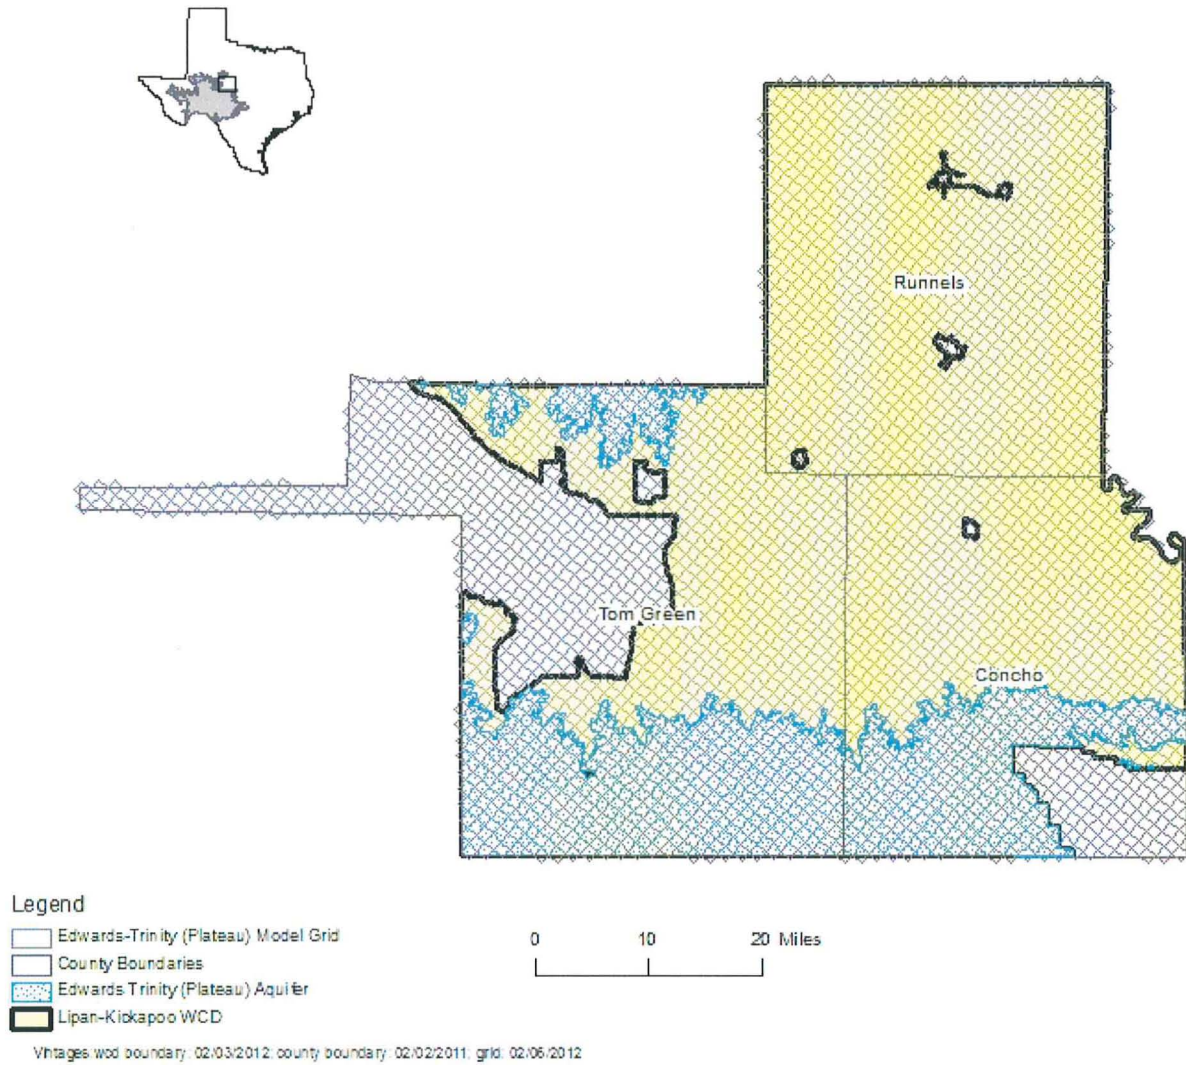 Runnels
Tom Green
Concho
Legend
Edwards-Trinity (Plateau) Model Grid
County Boundaries
Edwards Trinity (Plateau) Aquifer
Lipan-Kickapoo WCD
0 10 20 Miles
Vintages wcd boundary: 02/03/2012; county boundary: 02/02/2011; grid: 02/06/2012